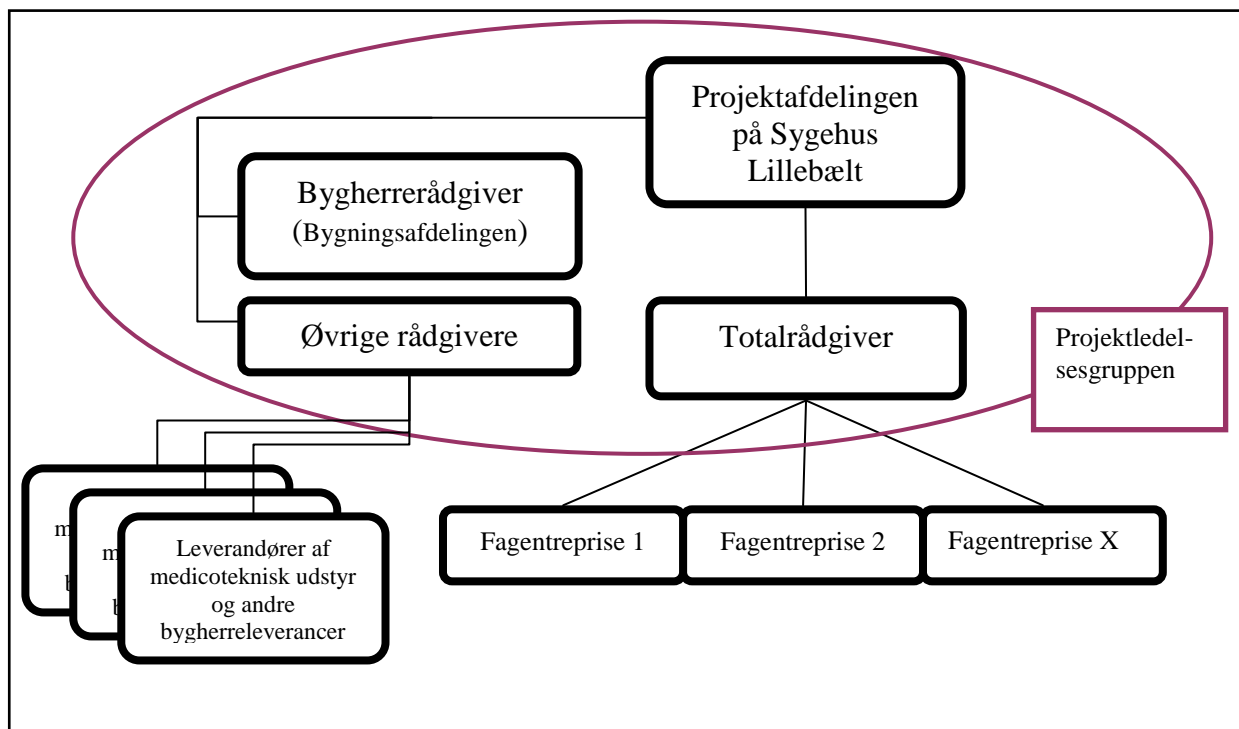 Projektafdelingen
på Sygehus
Lillebælt
Bygherrerådgiver
(Bygningsafdelingen)
Øvrige rådgivere
Totalrådgiver
Projektledel-
sesgruppen
Leverandører af
medicoteknisk udstyr
og andre
bygherreleverancer
Fagentreprise 1
Fagentreprise 2
Fagentreprise X